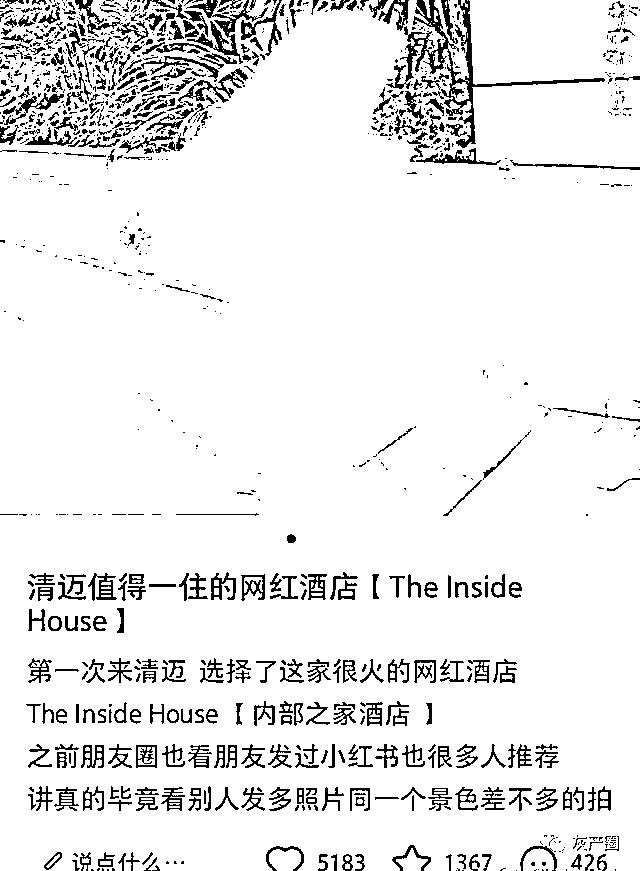 清迈值得一住的网红酒店【The Inside
House】
第一次来清迈 选择了这家很火的网红酒店
The Inside House【 内部之家酒店 】
之前朋友圈也看朋友发过小红书也很多人推荐
讲真的毕竟看别人发多照片同一个景色差不多的拍
说点什么… 5183 1367 426
灰产圈